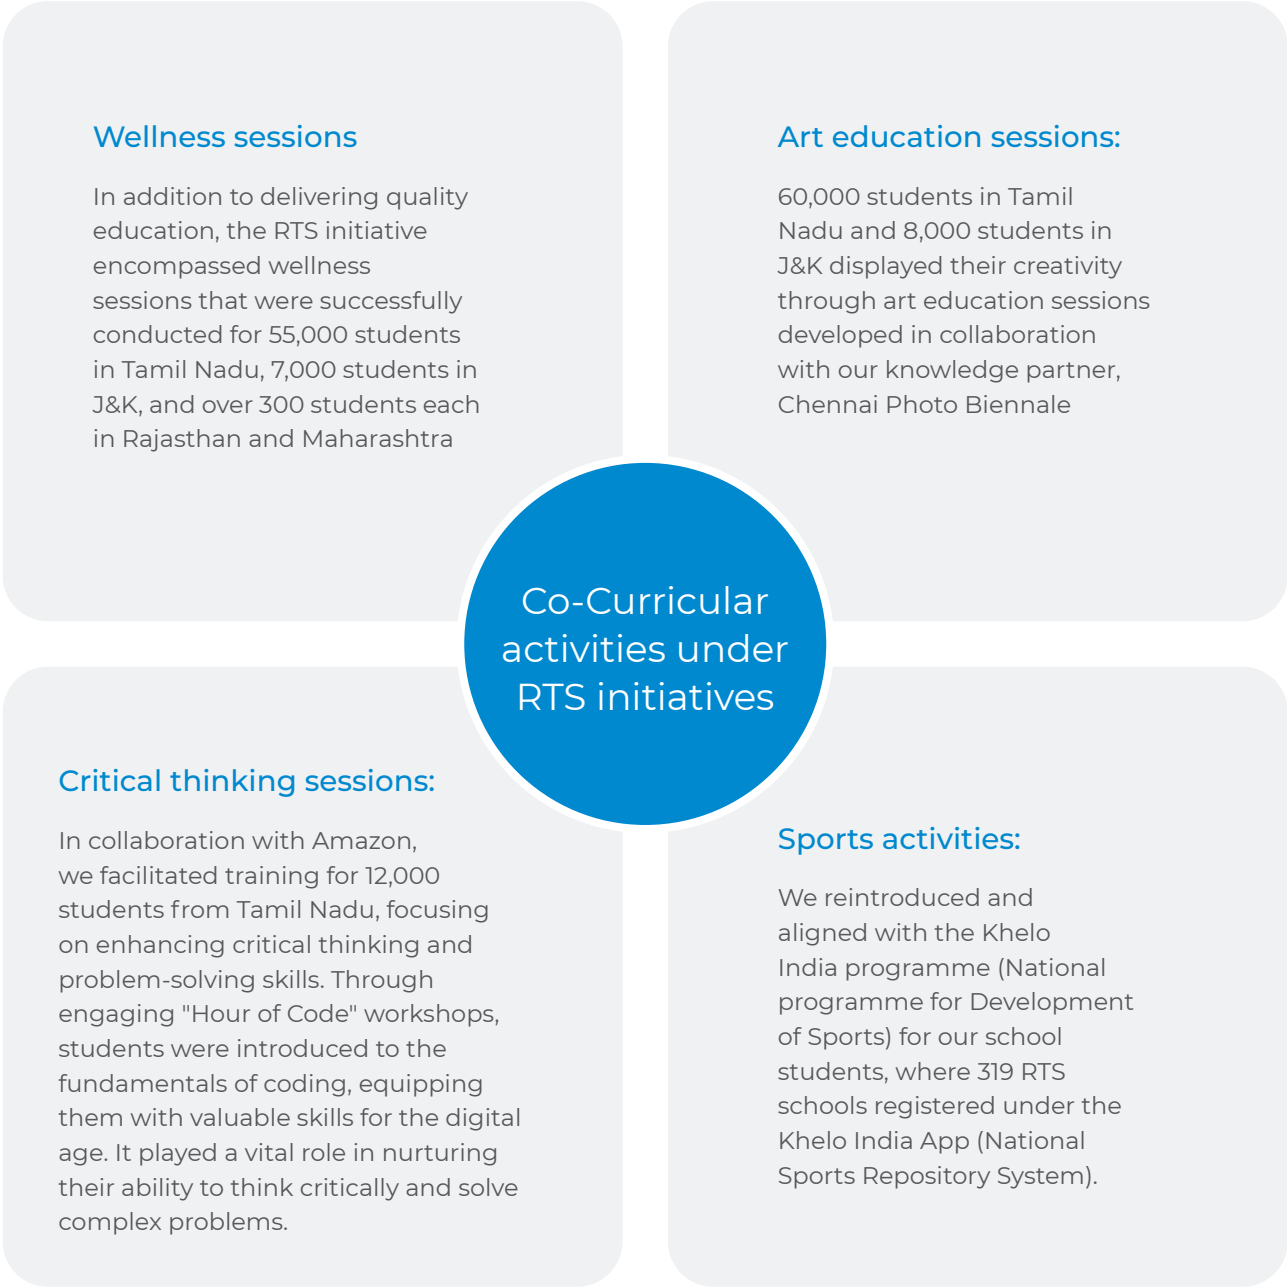 Wellness sessions
In addition to delivering quality
education, the RTS initiative
encompassed wellness
sessions that were successfully
conducted for 55,000 students
in Tamil Nadu, 7,000 students in
J&K, and over 300 students each
in Rajasthan and Maharashtra
Art education sessions:
60,000 students in Tamil
Nadu and 8,000 students in
J&K displayed their creativity
through art education sessions
developed in collaboration
with our knowledge partner,
Chennai Photo Biennale
Co-Curricular
activities under
RTS initiatives
Critical thinking sessions:
In collaboration with Amazon,
we facilitated training for 12,000
students from Tamil Nadu, focusing
on enhancing critical thinking and
problem-solving skills. Through
engaging "Hour of Code" workshops,
students were introduced to the
fundamentals of coding, equipping
them with valuable skills for the digital
age. It played a vital role in nurturing
their ability to think critically and solve
complex problems.
Sports activities:
We reintroduced and
aligned with the Khelo
India programme (National
programme for Development
of Sports) for our school
students, where 319 RTS
schools registered under the
Khelo India App (National
Sports Repository System).